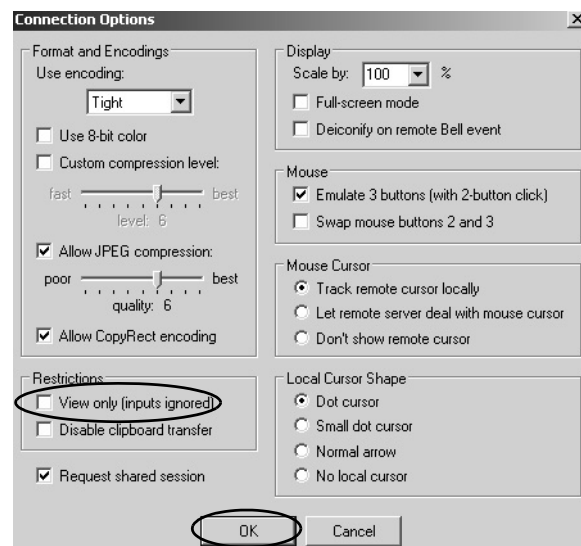 Connection Options
Format and Encodings
Use encoding:
Tight
Use 8-bit color
Custom compression level:
fast best
level: 6
Allow JPEG compression:
poor best
quality: 6
Allow CopyRect encoding
Restrictions
View only (inputs ignored)
Disable clipboard transfer
Request shared session
Display
Scale by: 100 %
Full-screen mode
Deiconify on remote Bell event
Mouse
Emulate 3 buttons (with 2-button click)
Swap mouse buttons 2 and 3
Mouse Cursor
Track remote cursor locally
Let remote server deal with mouse cursor
Don't show remote cursor
Local Cursor Shape
Dot cursor
Small dot cursor
Normal arrow
No local cursor
OK Cancel